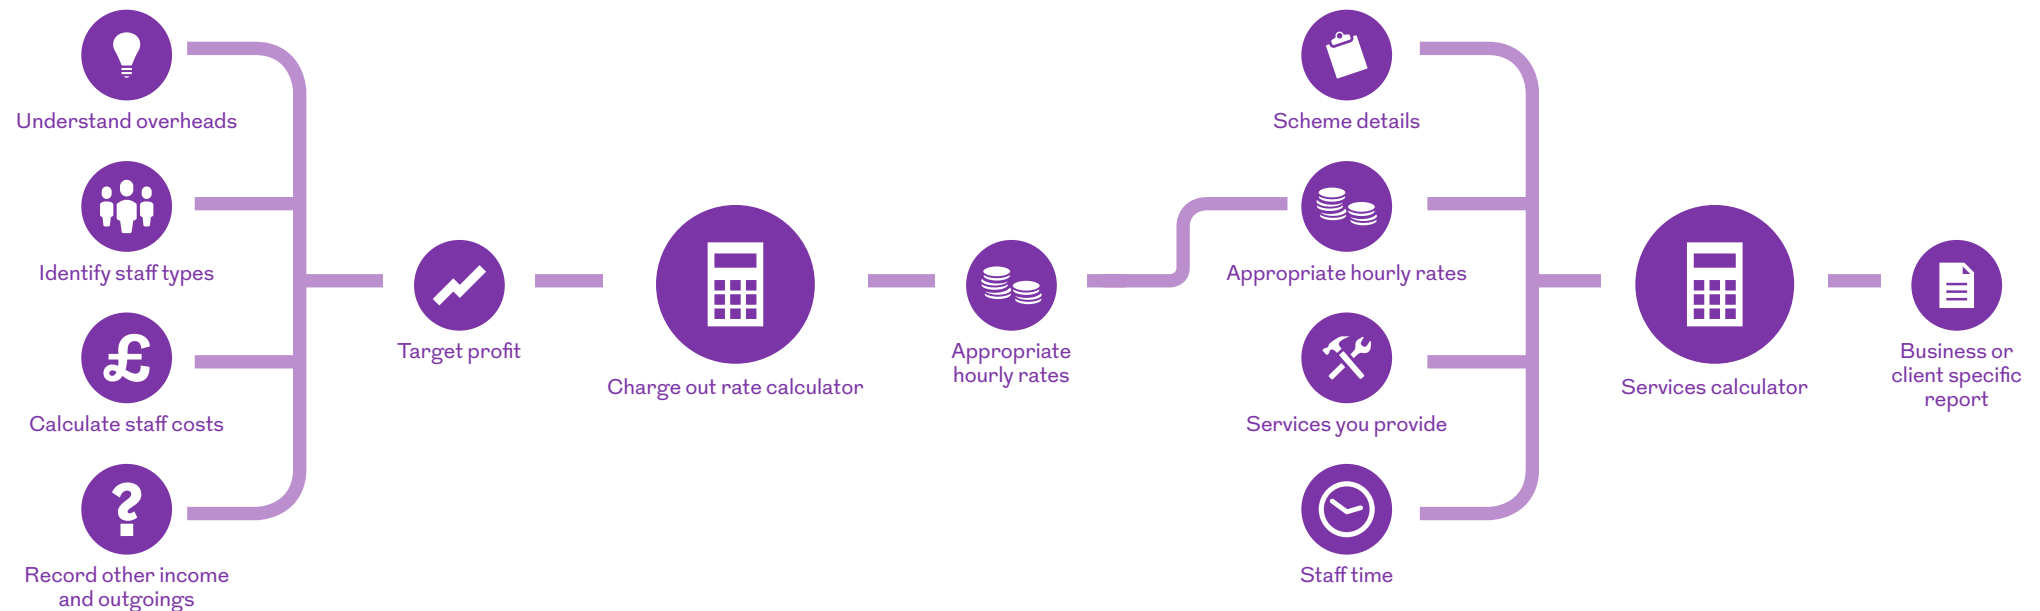 Understand overheads
Identify staff types
Calculate staff costs
Record other income
and outgoings
Target profit
Charge out rate calculator
Appropriate
hourly rates
Scheme details
Appropriate hourly rates
Services you provide
Staff time
Services calculator
Business or
client specific
report